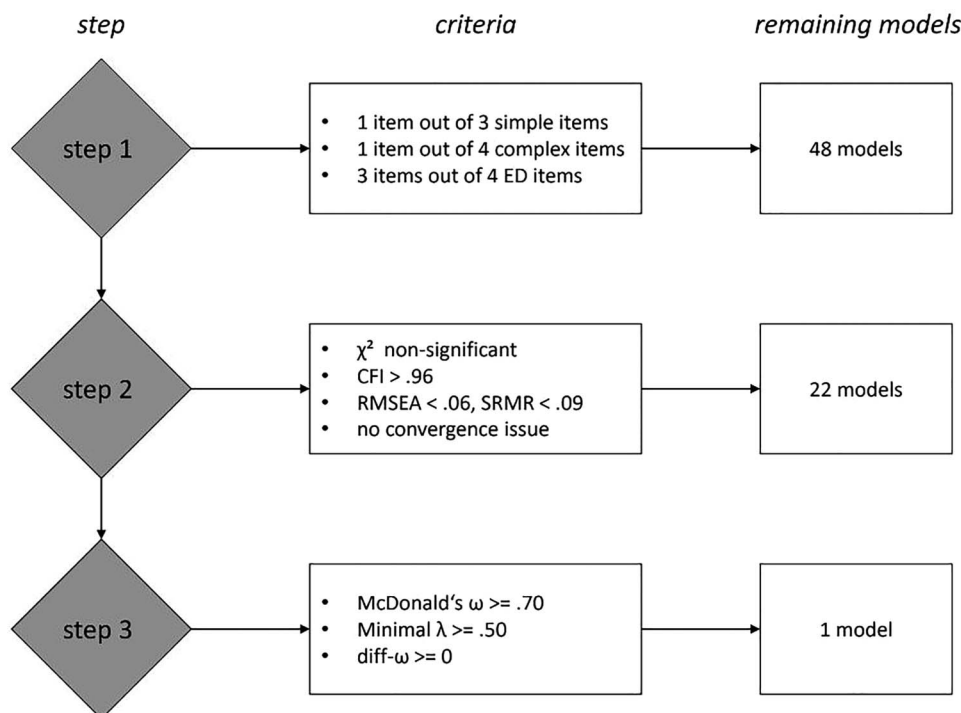 step criteria remaining models
step 1
• 1 item out of 3 simple items
• 1 item out of 4 complex items
• 3 items out of 4 ED items
48 models
step 2
• χ² non-significant
• CFI > .96
• RMSEA < .06, SRMR < .09
• no convergence issue
22 models
step 3
• McDonald‘s ω >= .70
• Minimal λ >= .50
• diff-ω >= 0
1 model